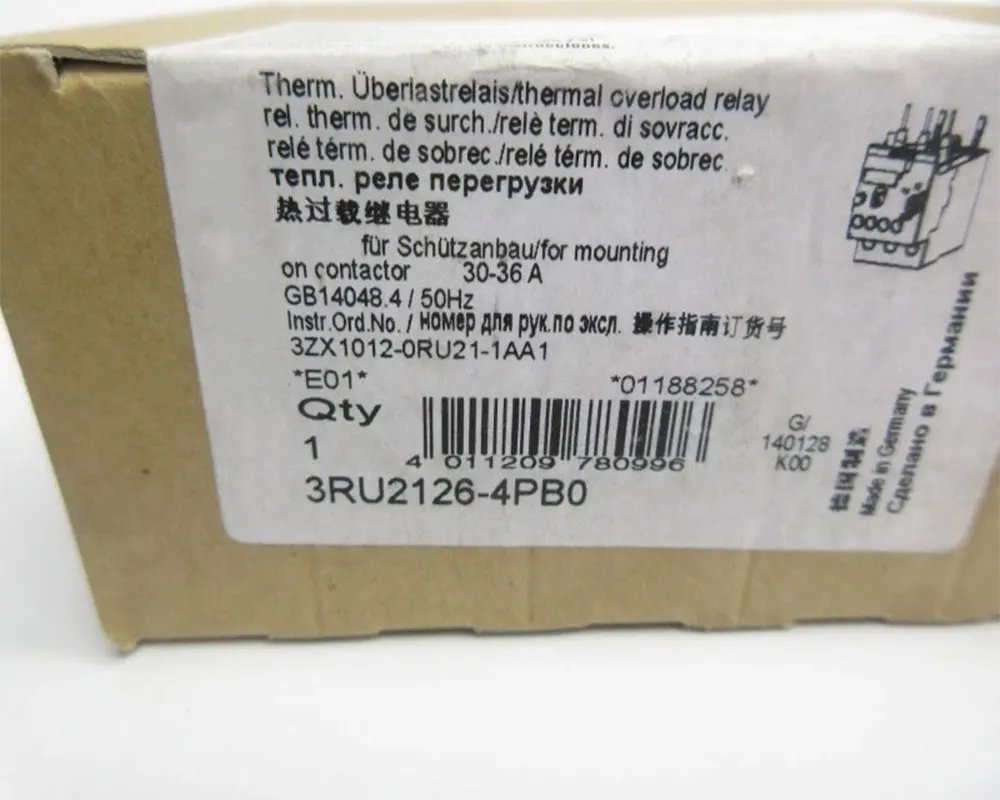 Therm. Überlastrelais/thermal overload relay
rel. therm. de surch./relè term. di sovracc.
relé térm. de sobrec./relé térm. de sobrec.
тепл. реле перегрузки
热过载继电器
für Schützanbau/for mounting
on contactor 30-36 A
GB14048.4 / 50Hz
Instr.Ord.No. / номер для рук.по эксл. 操作指南订货号
3ZX1012-0RU21-1AA1
*E01* *01188258*
Qty
1
4 011209 780996
3RU2126-4PB0
G/
140128
K00
德国制造
Made in Germany
Сделано в Германии